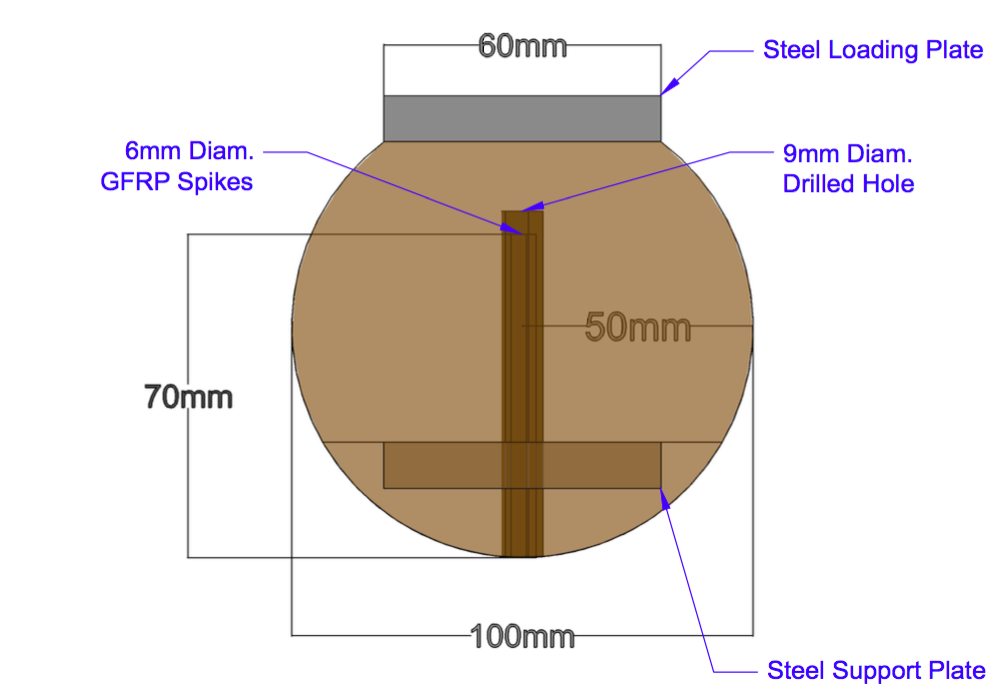 60mm
Steel Loading Plate
6mm Diam.
GFRP Spikes
9mm Diam.
Drilled Hole
50mm
70mm
100mm
Steel Support Plate